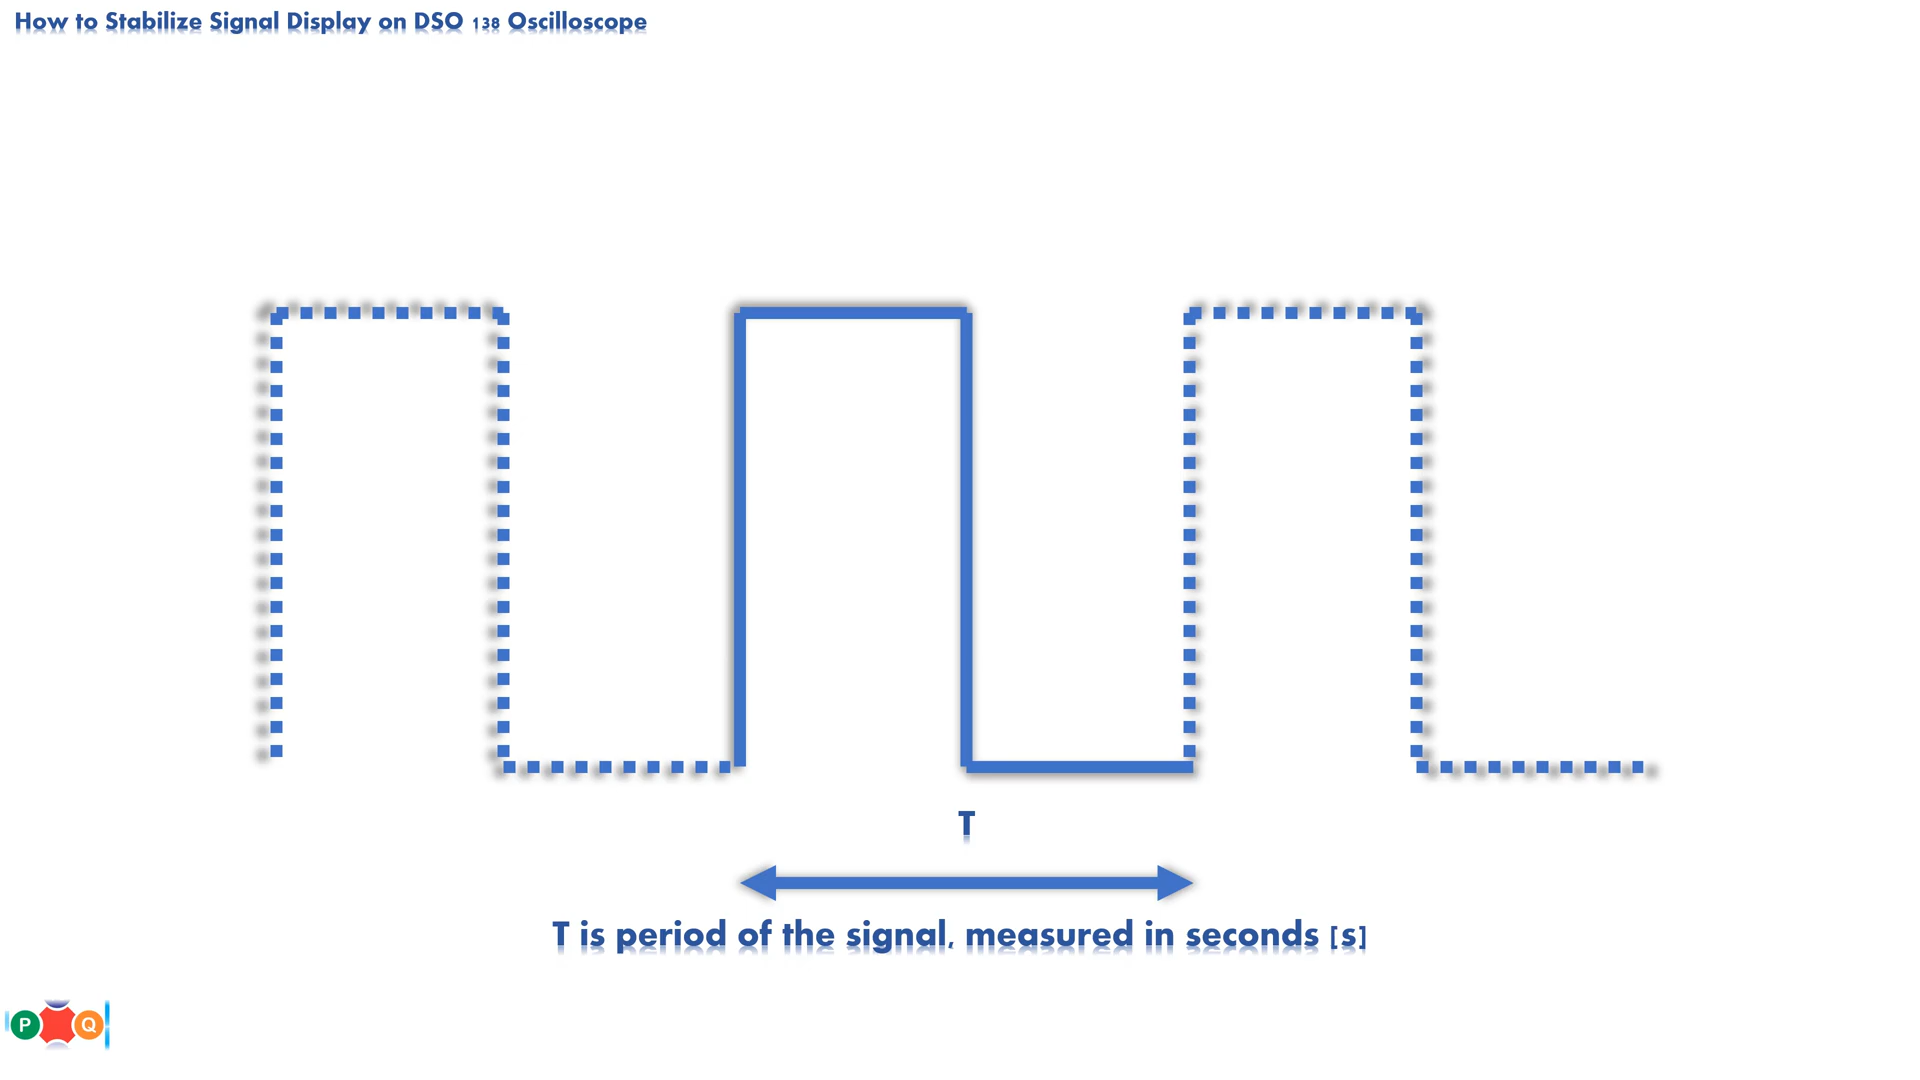 How to Stabilize Signal Display on DSO 138 Oscilloscope
T
T is period of the signal, measured in seconds [s]
P Q